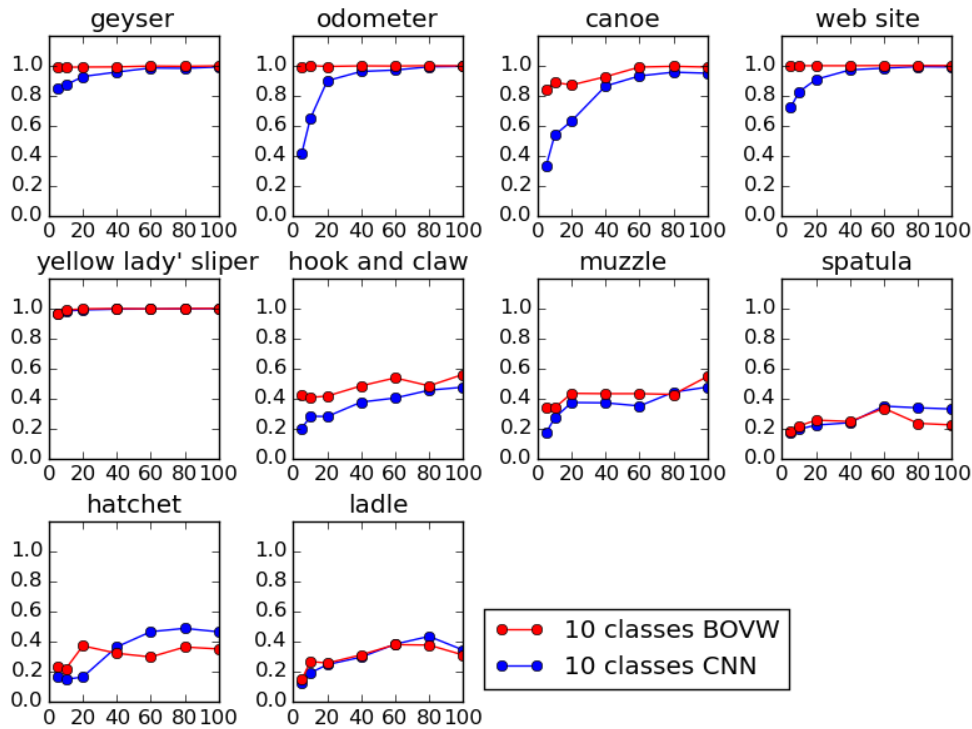 geyser odometer canoe web site
1.0 1.0 1.0 1.0
0.8 0.8 0.8 0.8
0.6 0.6 0.6 0.6
0.4 0.4 0.4 0.4
0.2 0.2 0.2 0.2
0.0 0.0 0.0 0.0
0 20 40 60 80 100 0 20 40 60 80 100 0 20 40 60 80 100 0 20 40 60 80 100
yellow lady' sliper hook and claw muzzle spatula
1.0 1.0 1.0 1.0
0.8 0.8 0.8 0.8
0.6 0.6 0.6 0.6
0.4 0.4 0.4 0.4
0.2 0.2 0.2 0.2
0.0 0.0 0.0 0.0
0 20 40 60 80 100 0 20 40 60 80 100 0 20 40 60 80 100 0 20 40 60 80 100
hatchet ladle
1.0 1.0
0.8 0.8
0.6 0.6
0.4 0.4
0.2 0.2
0.0 0.0
0 20 40 60 80 100 0 20 40 60 80 100
10 classes BOVW
10 classes CNN